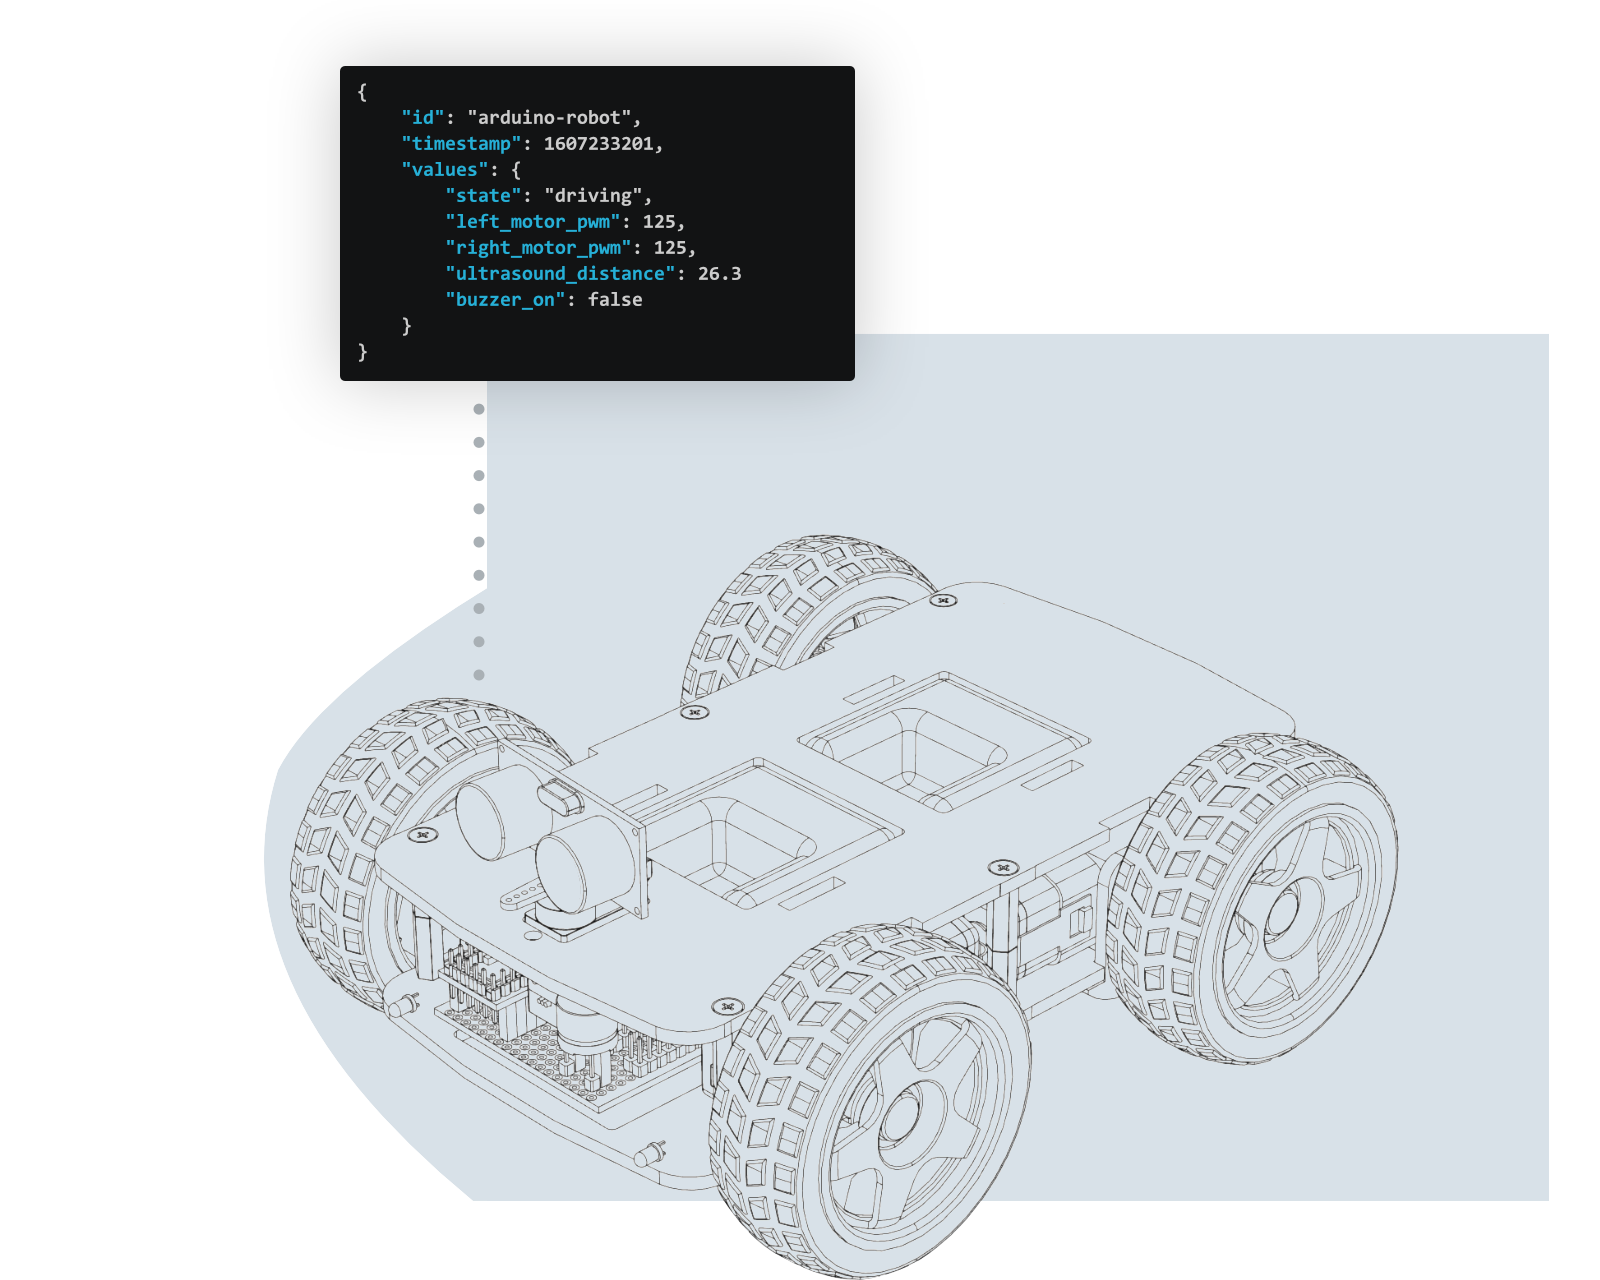 {
    "id": "arduino-robot",
    "timestamp": 1607233201,
    "values": {
        "state": "driving",
        "left_motor_pwm": 125,
        "right_motor_pwm": 125,
        "ultrasound_distance": 26.3
        "buzzer_on": false
    }
}